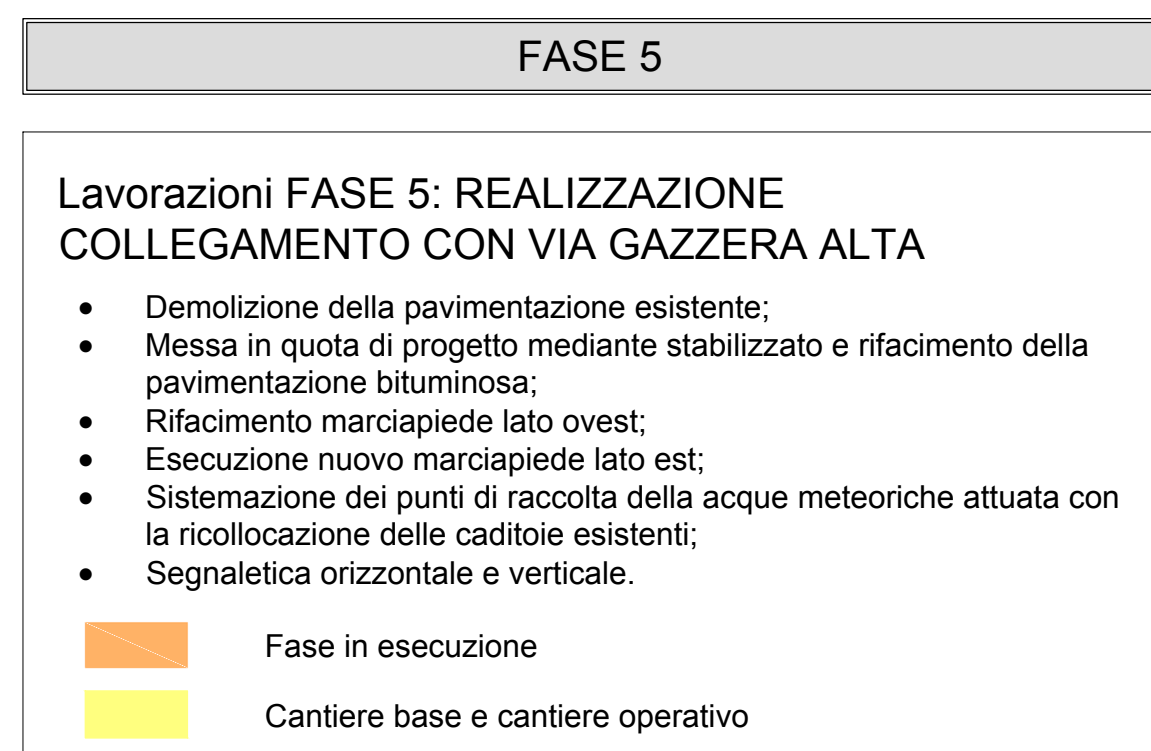 FASE 5
Lavorazioni FASE 5: REALIZZAZIONE
COLLEGAMENTO CON VIA GAZZERA ALTA
• Demolizione della pavimentazione esistente;
• Messa in quota di progetto mediante stabilizzato e rifacimento della
pavimentazione bituminosa;
• Rifacimento marciapiede lato ovest;
• Esecuzione nuovo marciapiede lato est;
• Sistemazione dei punti di raccolta della acque meteoriche attuata con
la ricollocazione delle caditoie esistenti;
• Segnaletica orizzontale e verticale.
Fase in esecuzione
Cantiere base e cantiere operativo